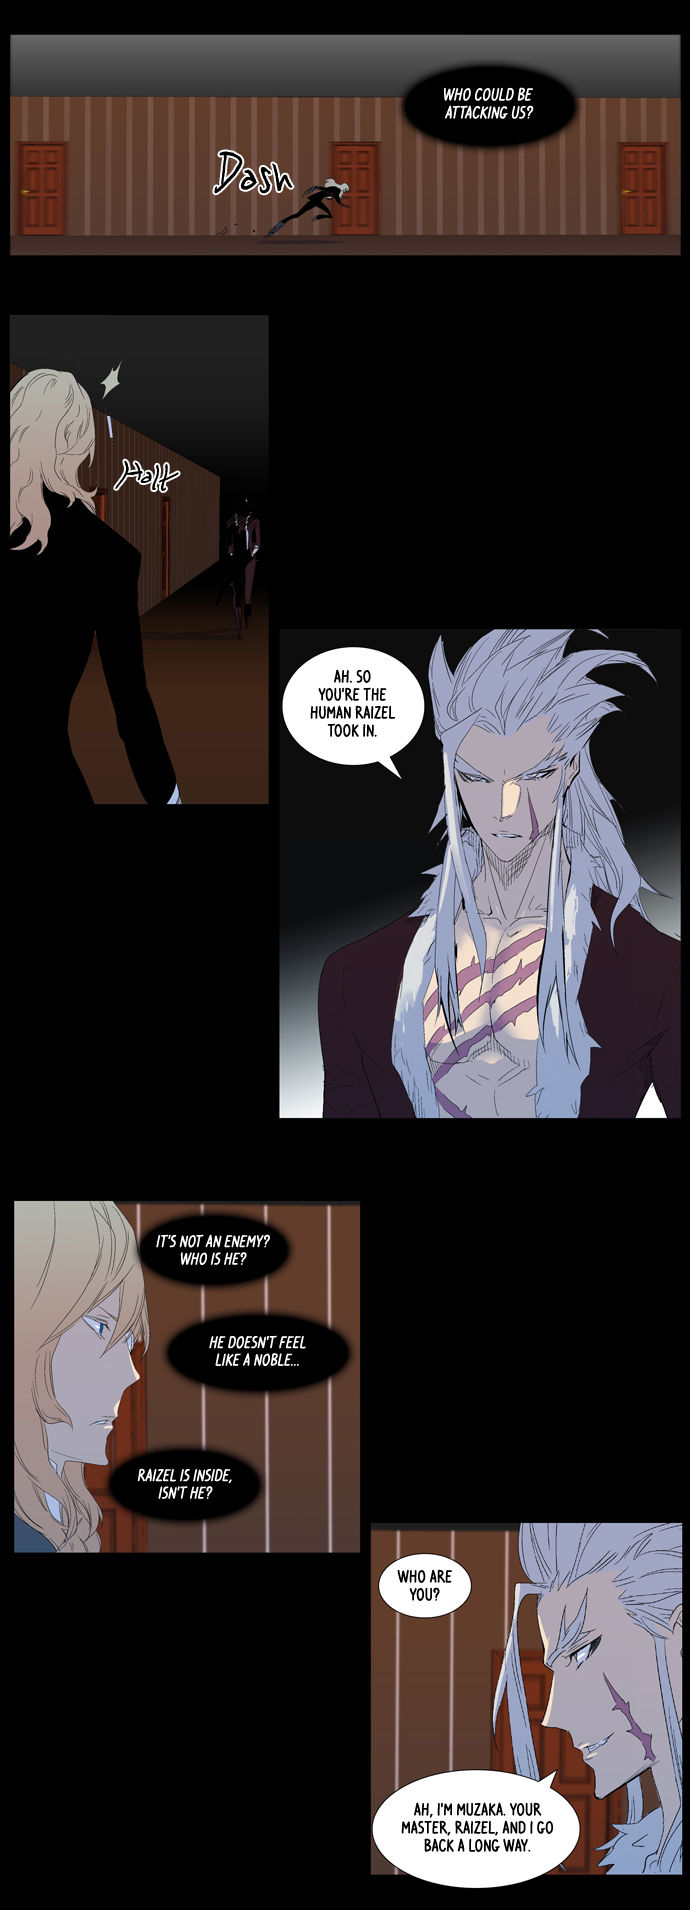 WHO COULD BE
ATTACKING US?
Dash
Halt
AH. SO
YOU'RE THE
HUMAN RAIZEL
TOOK IN.
IT'S NOT AN ENEMY?
WHO IS HE?
HE DOESN'T FEEL
LIKE A NOBLE...
RAIZEL IS INSIDE,
ISN'T HE?
WHO ARE
YOU?
AH, I'M MUZAKA. YOUR
MASTER, RAIZEL, AND I GO
BACK A LONG WAY.